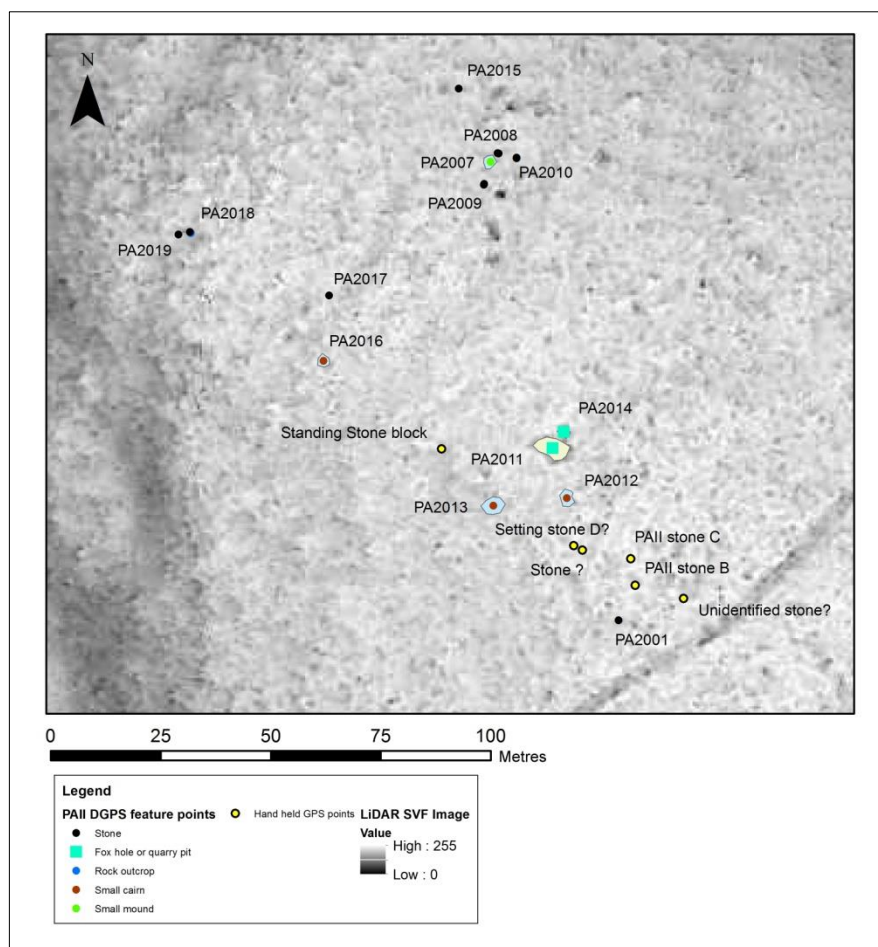 N
PA2015
PA2008
PA2007
PA2010
PA2009
PA2018
PA2019
PA2017
PA2016
PA2014
Standing Stone block
PA2011
PA2012
PA2013
Setting stone D?
PAII stone C
Stone ?
PAII stone B
Unidentified stone?
PA2001
0 25 50 75 100
Metres
Legend
PAII DGPS feature points
Stone
Fox hole or quarry pit
Rock outcrop
Small cairn
Small mound
Hand held GPS points
LiDAR SVF Image
Value
High : 255
Low : 0